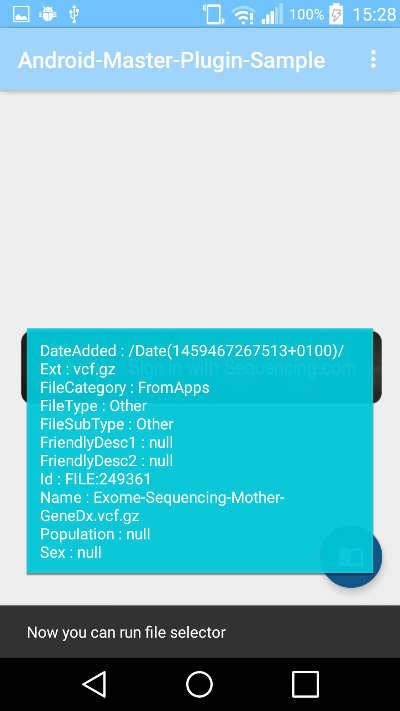 100% 15:28
Android-Master-Plugin-Sample
DateAdded : /Date(1459467267513+0100)/
Sign in with Sequencing.com
Ext : vcf.gz
FileCategory : FromApps
FileType : Other
FileSubType : Other
FriendlyDesc1 : null
FriendlyDesc2 : null
Id : FILE:249361
Name : Exome-Sequencing-Mother-
GeneDx.vcf.gz
Population : null
Sex : null
Now you can run file selector